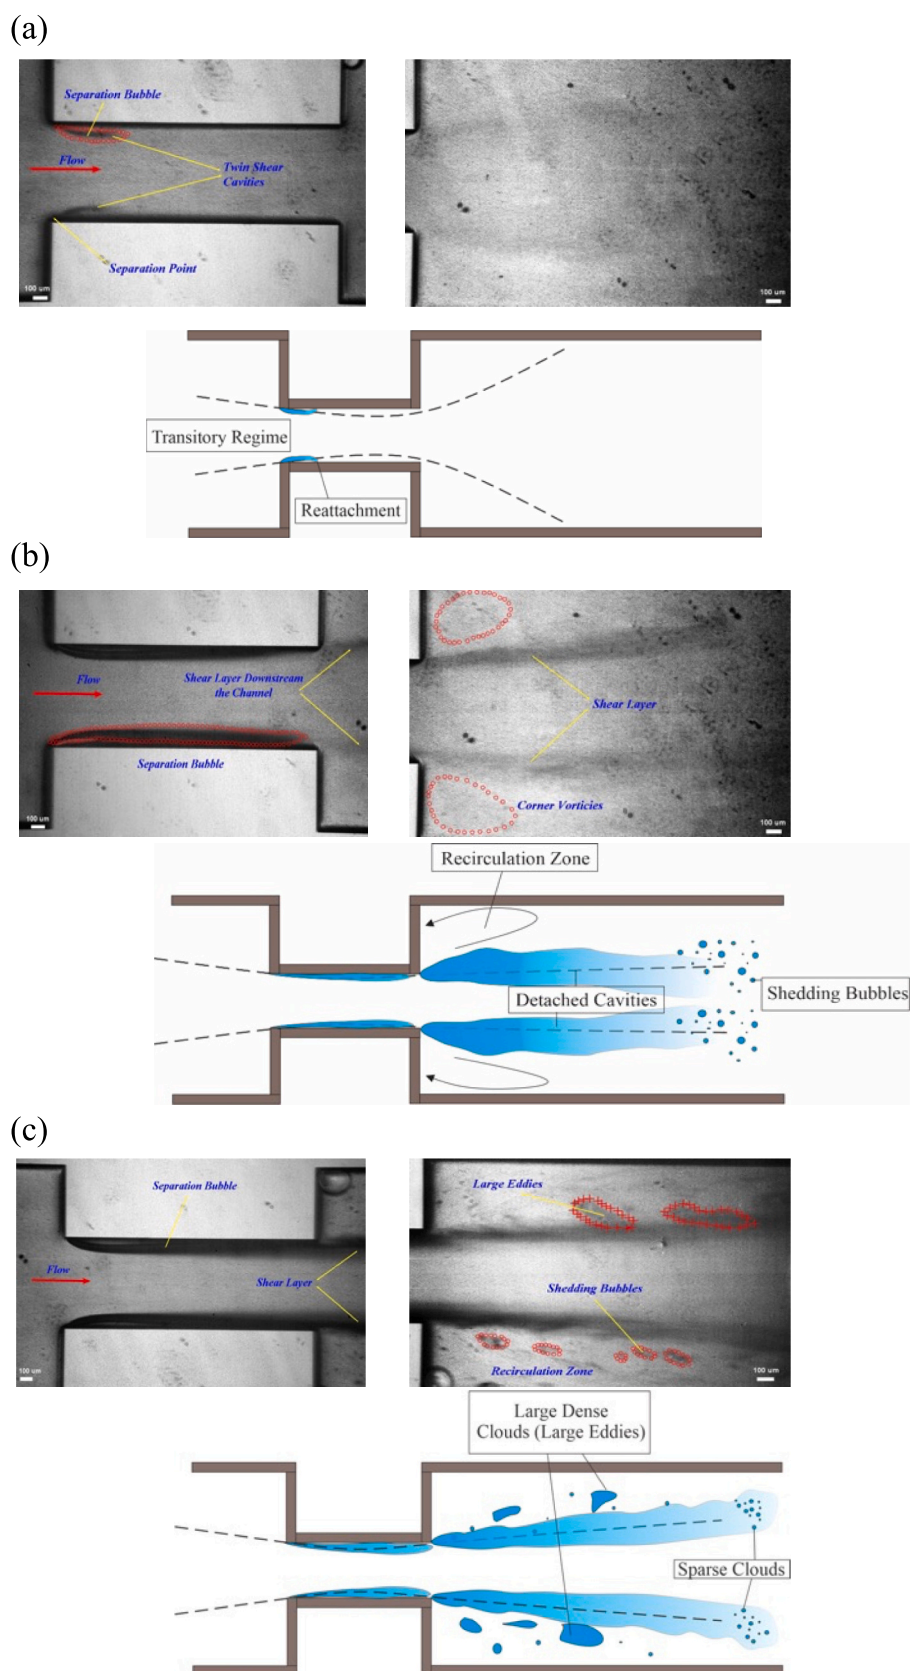 (a)
Separation Bubble
Flow
Twin Shear
Cavities
Separation Point
100 um
100 um
Transitory Regime
Reattachment
(b)
Flow
Shear Layer Downstream
the Channel
Separation Bubble
100 um
Shear Layer
Corner Vorticies
100 um
Recirculation Zone
Detached Cavities
Shedding Bubbles
(c)
Separation Bubble
Flow
Shear Layer
100 um
Large Eddies
Shedding Bubbles
Recirculation Zone
100 um
Large Dense
Clouds (Large Eddies)
Sparse Clouds